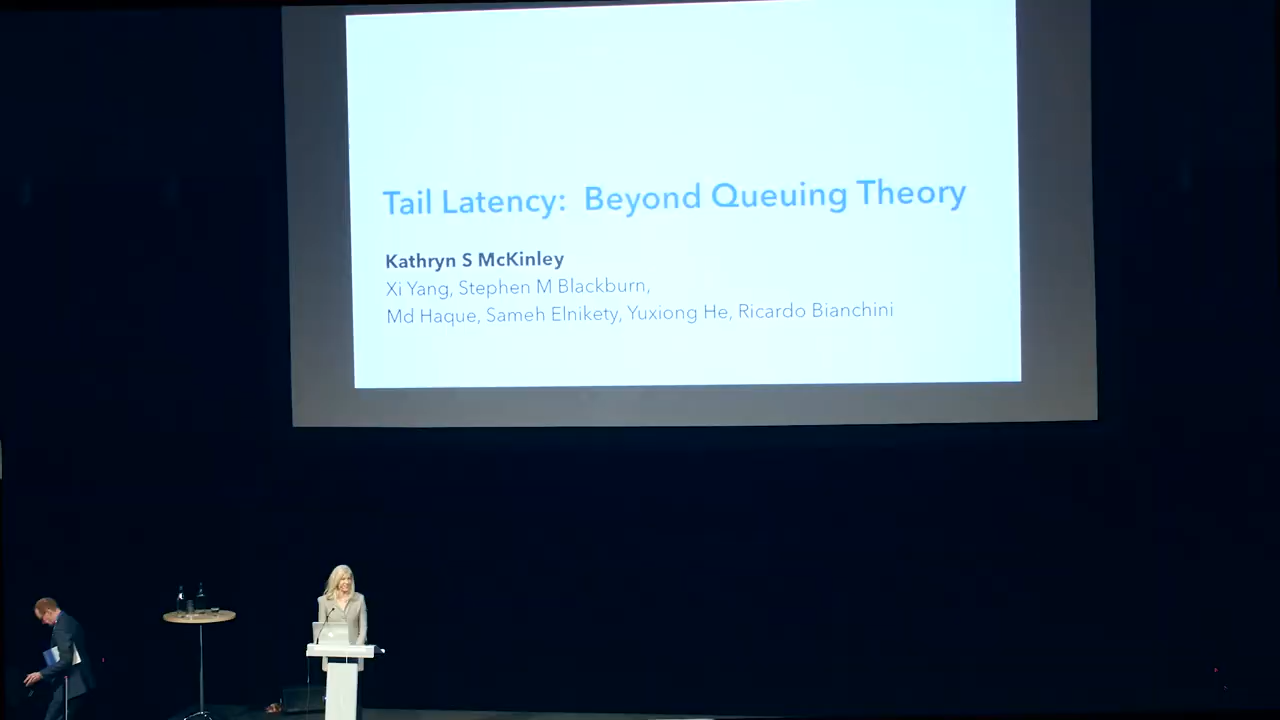 Tail Latency: Beyond Queuing Theory
Kathryn S McKinley
Xi Yang, Stephen M Blackburn,
Md Haque, Sameh Elnikety, Yuxiong He, Ricardo Bianchini